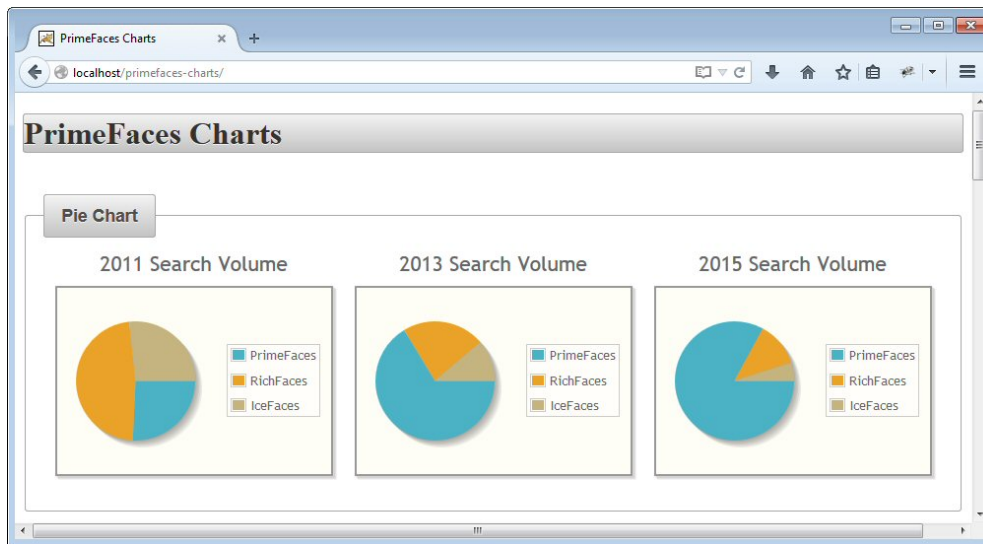 PrimeFaces Charts
localhost/primefaces-charts/
PrimeFaces Charts
Pie Chart
2011 Search Volume
PrimeFaces
RichFaces
IceFaces
2013 Search Volume
PrimeFaces
RichFaces
IceFaces
2015 Search Volume
PrimeFaces
RichFaces
IceFaces